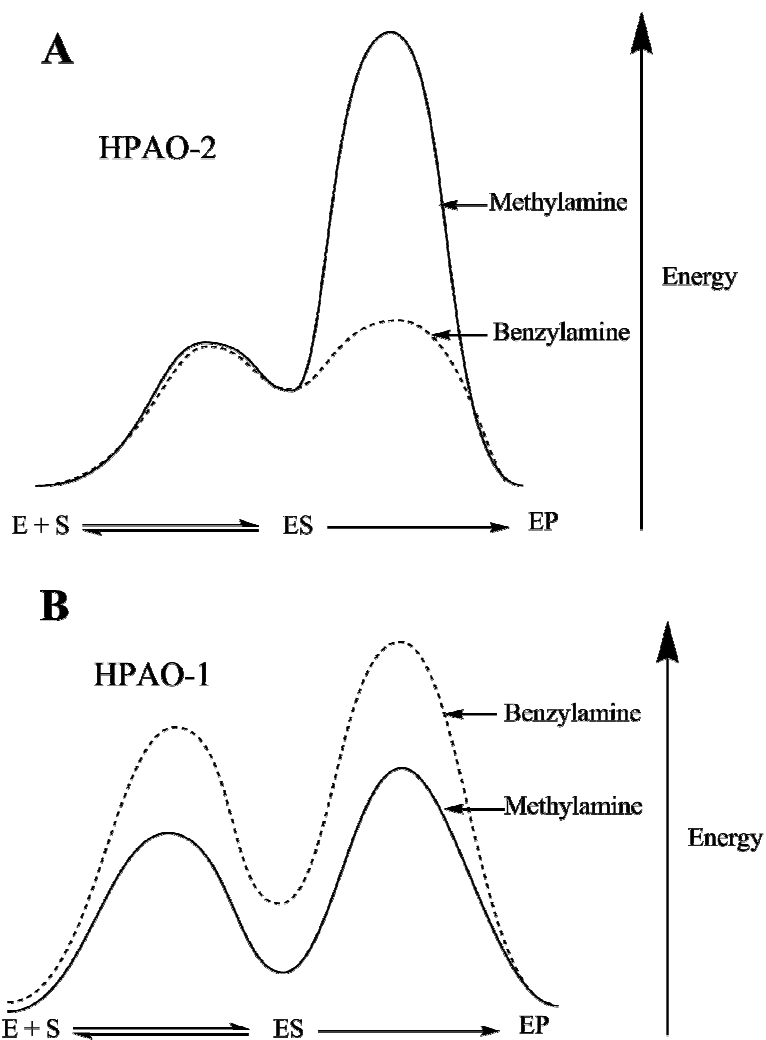 A
HPAO-2
Methylamine
Energy
Benzylamine
E + S ES EP
B
HPAO-1
Benzylamine
Methylamine
Energy
E + S ES EP